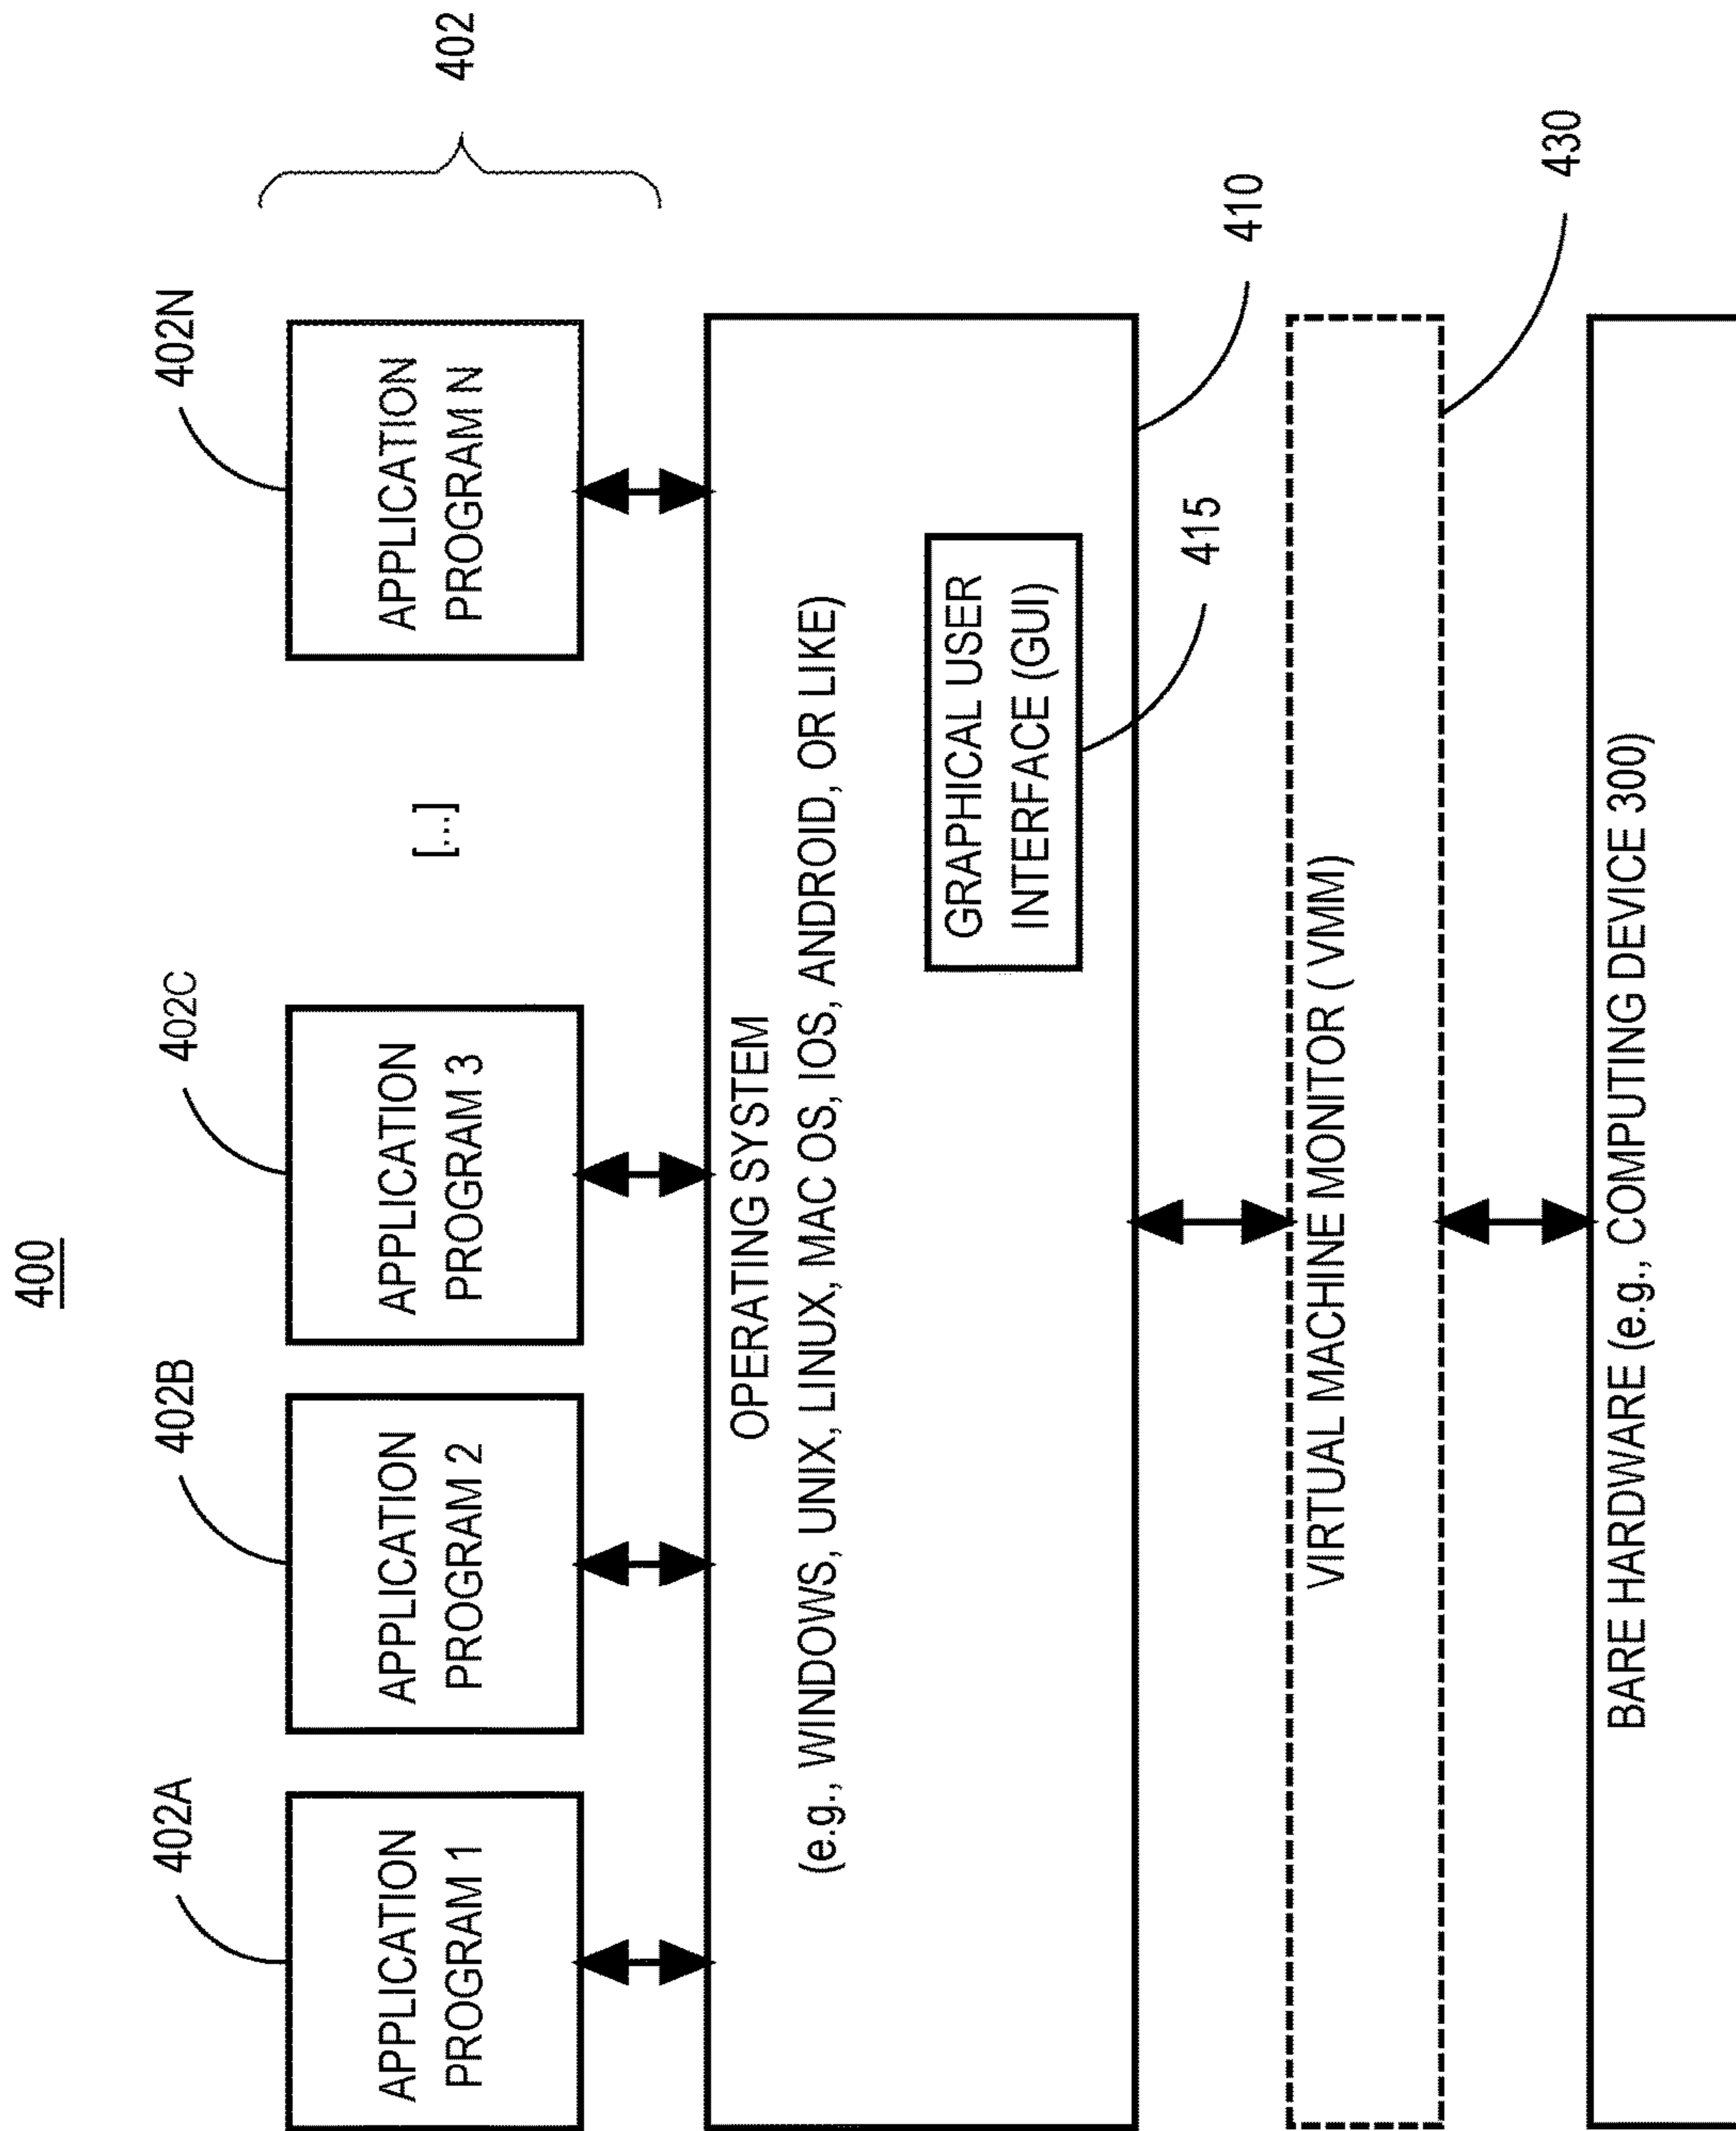 400
402A
402B
402C
402N
402
APPLICATION
PROGRAM 1
APPLICATION
PROGRAM 2
APPLICATION
PROGRAM 3
[...]
APPLICATION
PROGRAM N
OPERATING SYSTEM
(e.g., WINDOWS, UNIX, LINUX, MAC OS, IOS, ANDROID, OR LIKE)
GRAPHICAL USER
INTERFACE (GUI)
415
410
VIRTUAL MACHINE MONITOR ( VMM)
430
BARE HARDWARE (e.g., COMPUTING DEVICE 300)